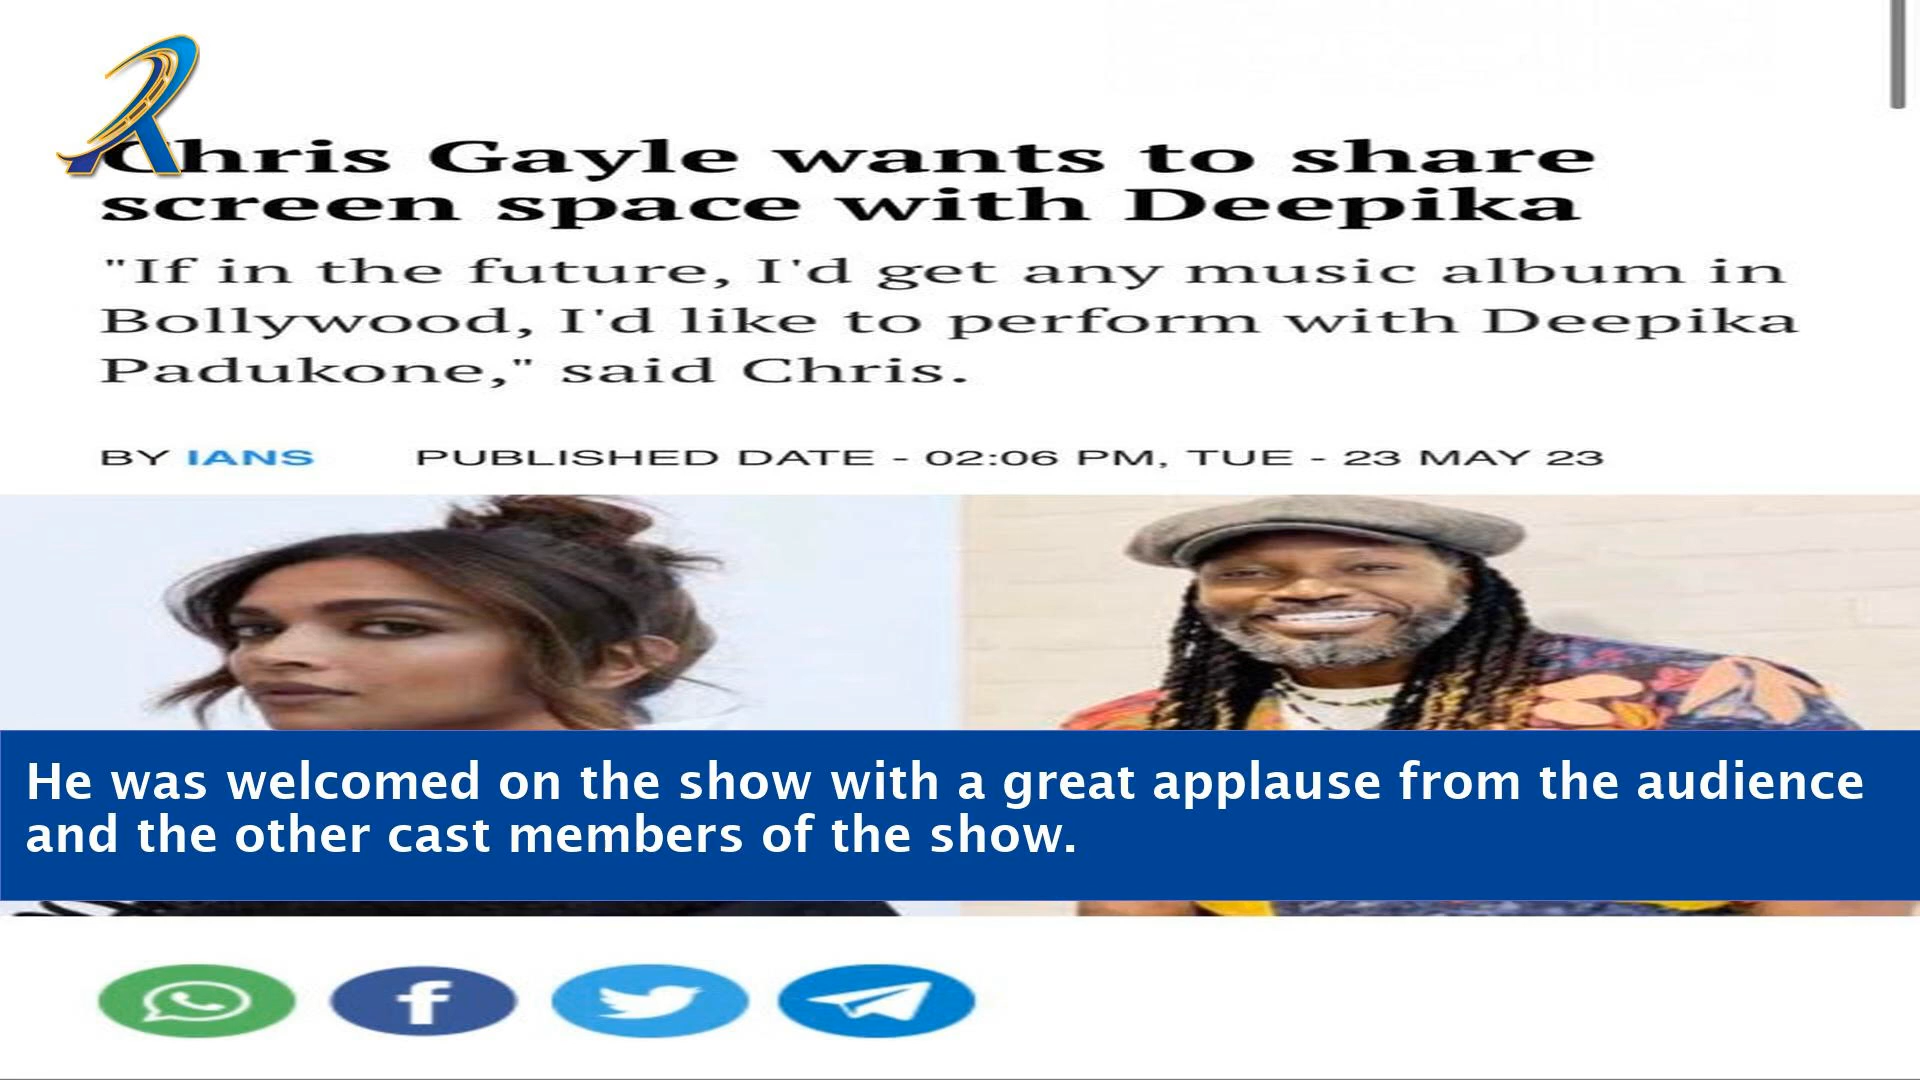 Chris Gayle wants to share
screen space with Deepika
"If in the future, I'd get any music album in
Bollywood, I'd like to perform with Deepika
Padukone," said Chris.
BY IANS PUBLISHED DATE - 02:06 PM, TUE - 23 MAY 23
He was welcomed on the show with a great applause from the audience
and the other cast members of the show.